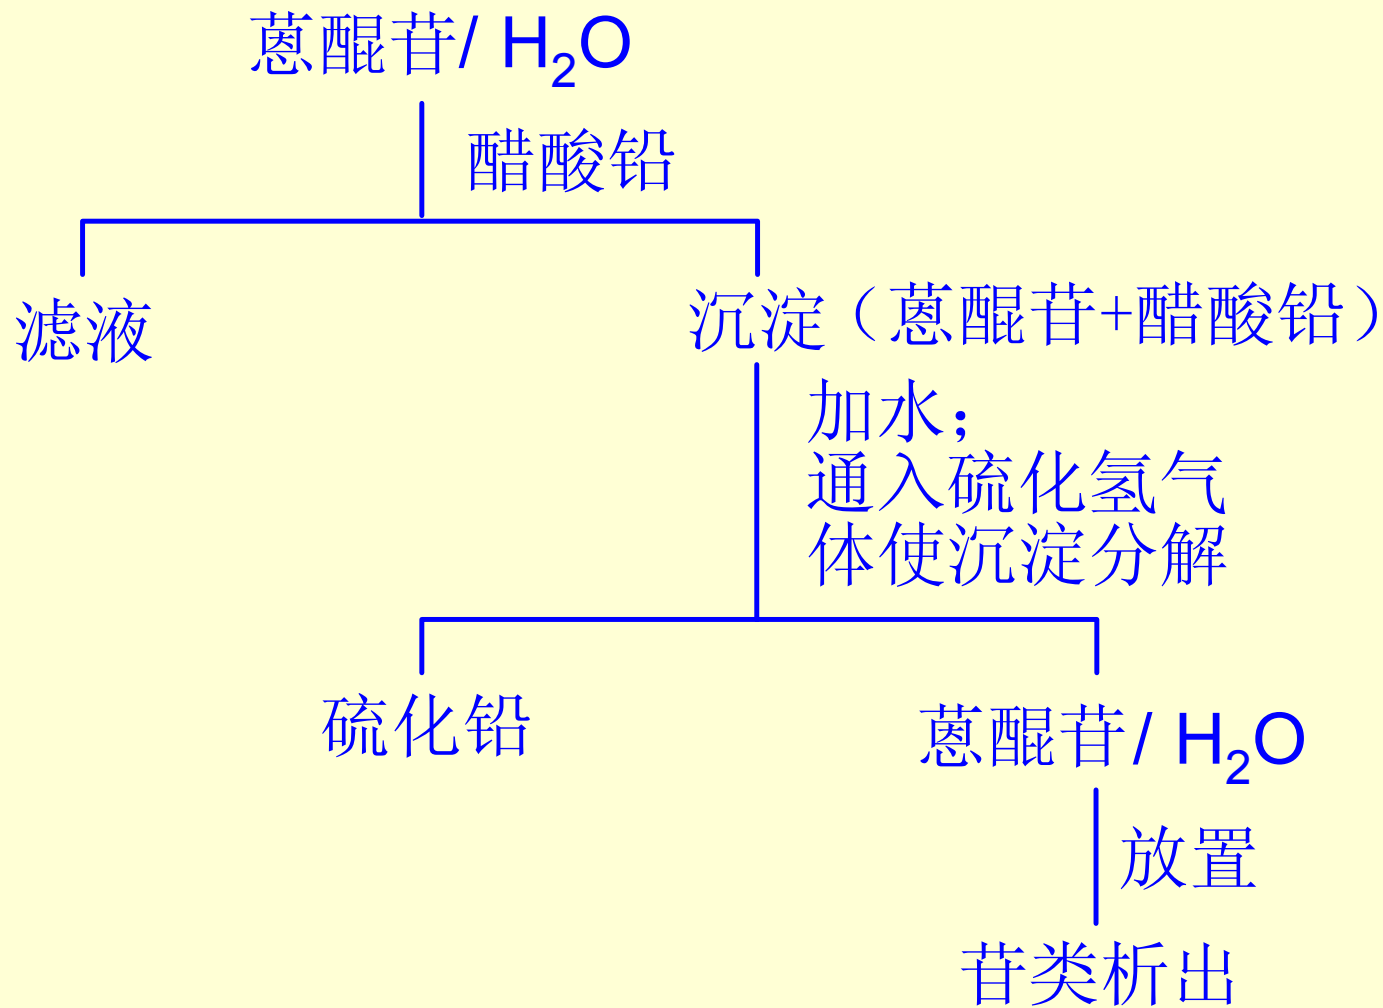 蒽醌苷/ H₂O
醋酸铅
滤液
沉淀（蒽醌苷+醋酸铅）
加水；
通入硫化氢气
体使沉淀分解
硫化铅
蒽醌苷/ H₂O
放置
苷类析出